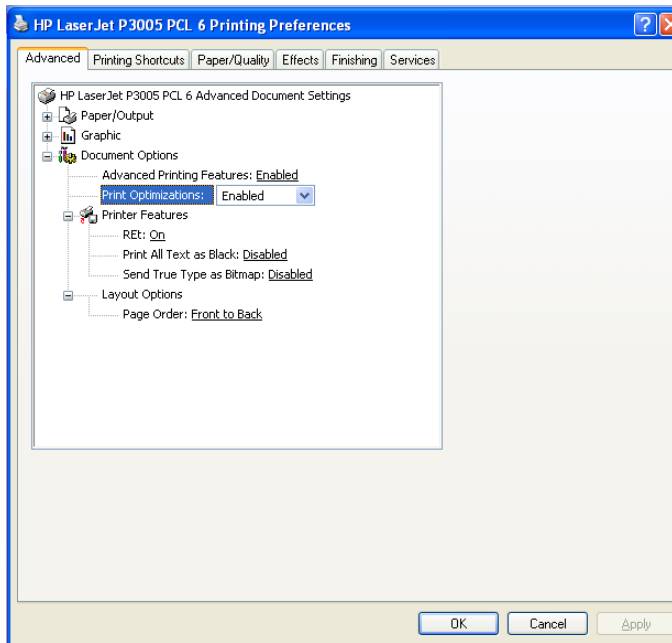 HP LaserJet P3005 PCL 6 Printing Preferences
Advanced Printing Shortcuts Paper/Quality Effects Finishing Services
HP LaserJet P3005 PCL 6 Advanced Document Settings
Paper/Output
Graphic
Document Options
Advanced Printing Features: Enabled
Print Optimizations: Enabled
Printer Features
REt: On
Print All Text as Black: Disabled
Send True Type as Bitmap: Disabled
Layout Options
Page Order: Front to Back
OK Cancel Apply